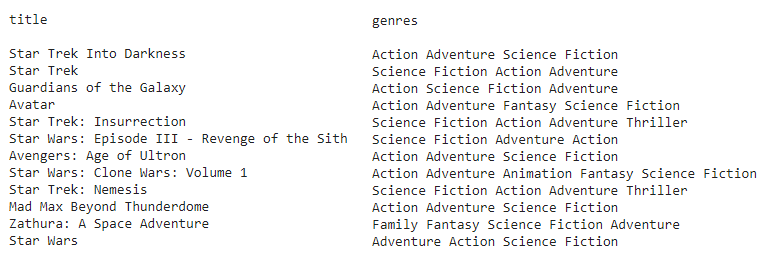 title genres
Star Trek Into Darkness Action Adventure Science Fiction
Star Trek Science Fiction Action Adventure
Guardians of the Galaxy Action Science Fiction Adventure
Avatar Action Adventure Fantasy Science Fiction
Star Trek: Insurrection Science Fiction Action Adventure Thriller
Star Wars: Episode III - Revenge of the Sith Science Fiction Adventure Action
Avengers: Age of Ultron Action Adventure Science Fiction
Star Wars: Clone Wars: Volume 1 Action Adventure Animation Fantasy Science Fiction
Star Trek: Nemesis Science Fiction Action Adventure Thriller
Mad Max Beyond Thunderdome Action Adventure Science Fiction
Zathura: A Space Adventure Family Fantasy Science Fiction Adventure
Star Wars Adventure Action Science Fiction